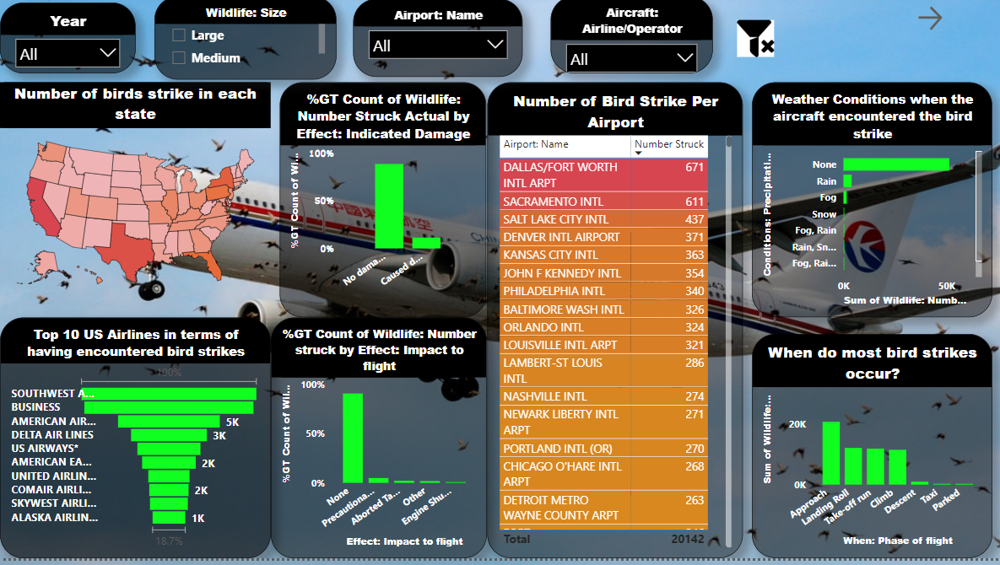 Year
All
Wildlife: Size
Large
Medium
Airport: Name
All
Aircraft:
Airline/Operator
All
Number of birds strike in each
state
%GT Count of Wildlife:
Number Struck Actual by
Effect: Indicated Damage
%GT Count of Wi...
100%
50%
0%
No dama...
Caused d...
中國東方航空
CHIN
Number of Bird Strike Per
Airport
Airport: Name
Number Struck
DALLAS/FORT WORTH
INTL ARPT
671
SACRAMENTO INTL
611
SALT LAKE CITY INTL
437
DENVER INTL AIRPORT
371
KANSAS CITY INTL
363
JOHN F KENNEDY INTL
354
PHILADELPHIA INTL
340
BALTIMORE WASH INTL
326
ORLANDO INTL
324
LOUISVILLE INTL ARPT
321
LAMBERT-ST LOUIS
INTL
286
NASHVILLE INTL
274
NEWARK LIBERTY INTL
ARPT
271
PORTLAND INTL (OR)
270
CHICAGO O'HARE INTL
ARPT
268
DETROIT METRO
WAYNE COUNTY ARPT
263
Total
20142
Weather Conditions when the
aircraft encountered the bird
strike
Conditions: Precipitati...
None
Rain
Fog
Snow
Fog, Rain
Rain, Sn...
Fog, Rai...
0K
50K
Sum of Wildlife: Numb...
Top 10 US Airlines in terms of
having encountered bird strikes
100%
SOUTHWEST A...
BUSINESS
AMERICAN AIR...
5K
DELTA AIR LINES
3K
US AIRWAYS*
AMERICAN EA...
2K
UNITED AIRLIN...
COMAIR AIRLI...
2K
SKYWEST AIRLI...
ALASKA AIRLIN...
1K
18.7%
%GT Count of Wildlife: Number
struck by Effect: Impact to
flight
%GT Count of Wil...
100%
50%
0%
None
Precautiona...
Aborted Ta...
Other
Engine Shu...
Effect: Impact to flight
When do most bird strikes
occur?
Sum of Wildlife:...
20K
0K
Approach
Landing Roll
Take-off run
Climb
Descent
Taxi
Parked
When: Phase of flight